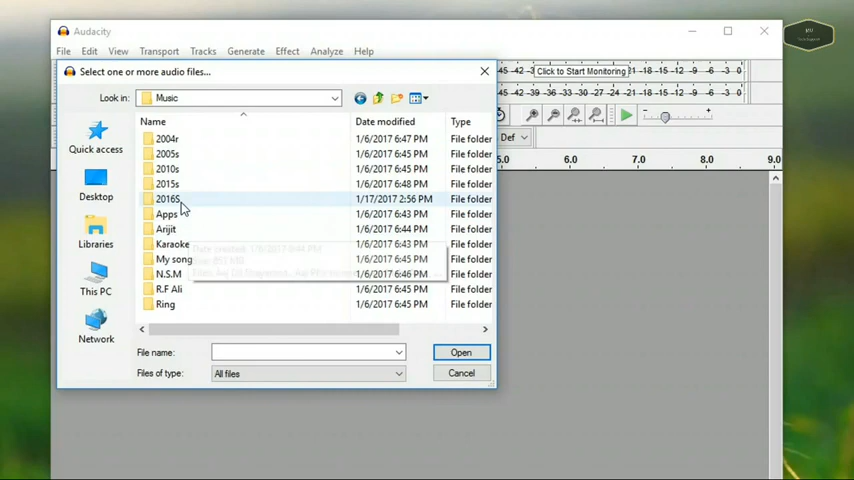 Audacity
File Edit View Transport Tracks Generate Effect Analyze Help
Select one or more audio files...
45 -42 Click to Start Monitoring -21 -18 -15 -12 -9 -6 -3 0
45 -42 -39 -36 -33 -30 -27 -24 -21 -18 -15 -12 -9 -6 -3 0
Look in: Music
Def
5.0 6.0 7.0 8.0 9.0
Name Date modified Type
2004r 1/6/2017 6:47 PM File folder
2005s 1/6/2017 6:45 PM File folder
2010s 1/6/2017 6:45 PM File folder
2015s 1/6/2017 6:48 PM File folder
2016S 1/17/2017 2:56 PM File folder
Apps 1/6/2017 6:43 PM File folder
Arijit 1/6/2017 6:44 PM File folder
Karaoke 1/6/2017 6:43 PM File folder
My song 1/6/2017 6:45 PM File folder
N.S.M 1/6/2017 6:46 PM File folder
R.F Ali 1/6/2017 6:45 PM File folder
Ring 1/6/2017 6:45 PM File folder
Quick access
Desktop
Libraries
This PC
Network
File name: Open
Files of type: All files Cancel